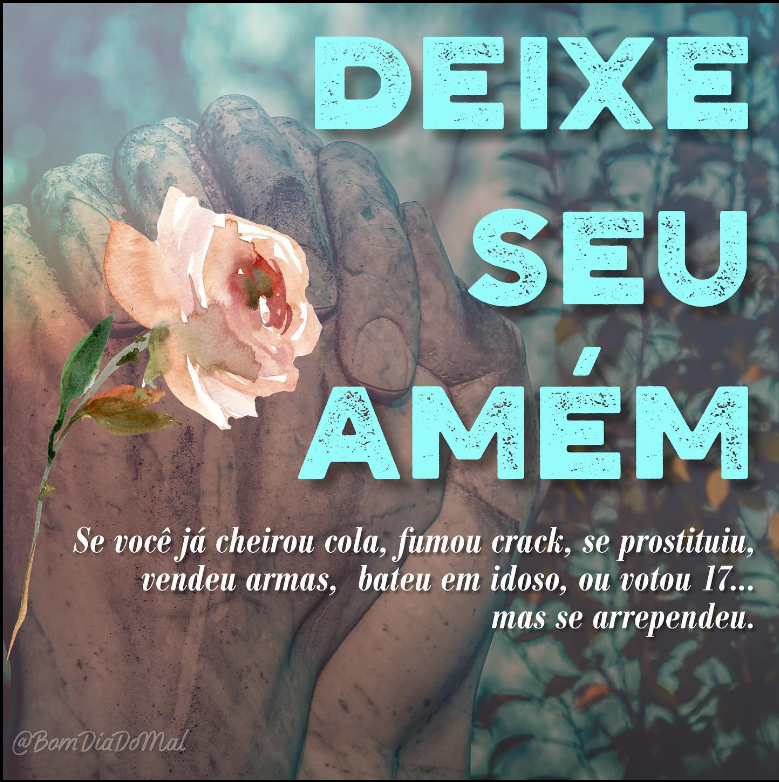 DEIXE
SEU
AMÉM
Se você já cheirou cola, fumou crack, se prostituiu,
vendeu armas,  bateu em idoso, ou votou 17...
mas se arrependeu.
@BomDiaDoMal